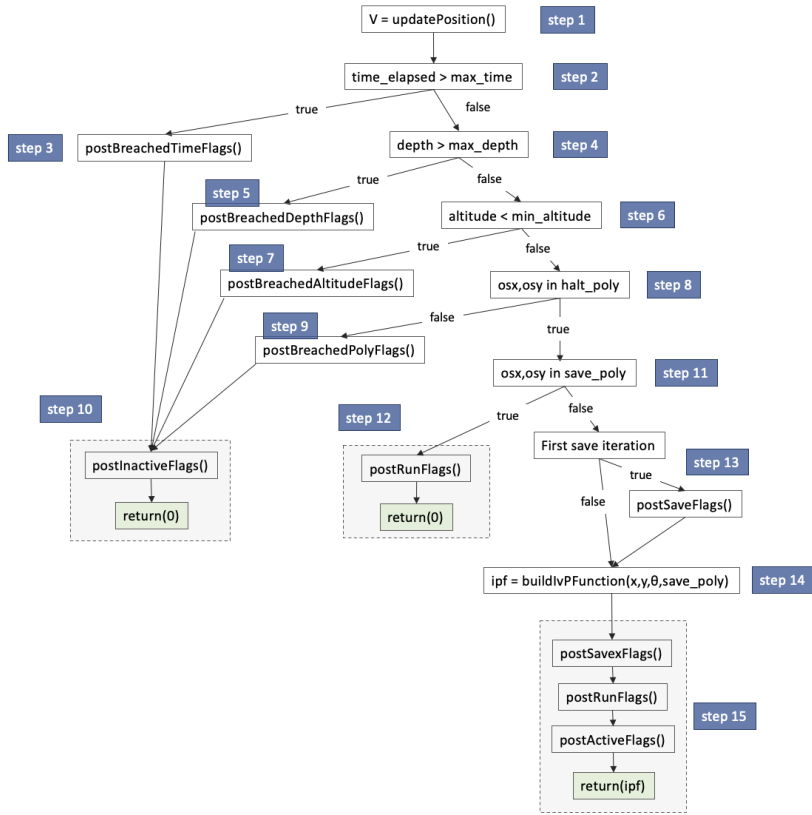 V = updatePosition()
step 1
time_elapsed > max_time
step 2
true
false
step 3
postBreachedTimeFlags()
depth > max_depth
step 4
true
false
step 5
postBreachedDepthFlags()
altitude < min_altitude
step 6
true
false
step 7
postBreachedAltitudeFlags()
osx,osy in halt_poly
step 8
false
true
step 9
postBreachedPolyFlags()
osx,osy in save_poly
step 11
step 10
true
false
step 12
First save iteration
postInactiveFlags()
return(0)
postRunFlags()
return(0)
true
false
step 13
postSaveFlags()
ipf = buildIvPFunction(x,y,θ,save_poly)
step 14
postSavexFlags()
postRunFlags()
postActiveFlags()
return(ipf)
step 15